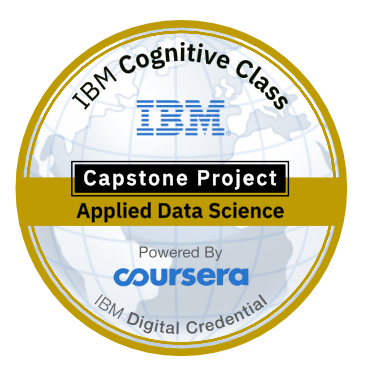 IBM Cognitive Class
IBM
Capstone Project
Applied Data Science
Powered By
coursera
IBM Digital Credential